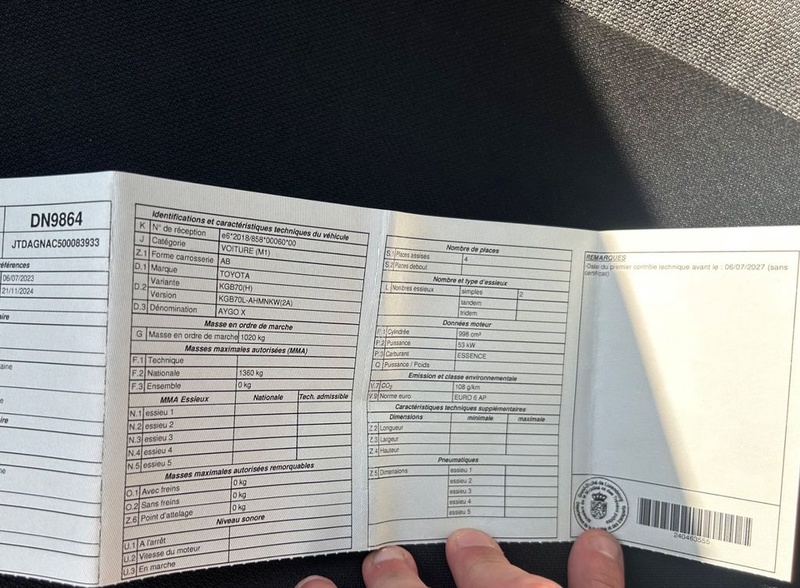 DN9864
JTDAGNAC500083933
06/07/2023
21/11/2024
Identifications et caractéristiques techniques du véhicule
K N° de réception e6*2018/858*00060*00
J Catégorie VOITURE (M1)
Z.1 Forme carrosserie AB
D.1 Marque TOYOTA
D.2 Variante KGB70(H)
Version KGB70L-AHMNKW(2A)
D.3 Dénomination AYGO X
Masse en ordre de marche
G Masse en ordre de marche 1020 kg
Masses maximales autorisées (MMA)
F.1 Technique
F.2 Nationale 1360 kg
F.3 Ensemble 0 kg
MMA Essieux Nationale Tech. admissible
N.1 essieu 1
N.2 essieu 2
N.3 essieu 3
N.4 essieu 4
N.5 essieu 5
Masses maximales autorisées remorquables
O.1 Avec freins 0 kg
O.2 Sans freins 0 kg
Z.6 Point d'attelage 0 kg
Niveau sonore
U.1 A l'arrêt
U.2 Vitesse du moteur
U.3 En marche
Nombre de places
S.1 Places assises 4
S.2 Places debout
Nombre et type d'essieux
L Nombres essieux simples 2
tandem
tridem
Données moteur
P.1 Cylindrée 998 cm³
P.2 Puissance 53 kW
P.3 Carburant ESSENCE
Q Puissance / Poids
Emission et classe environnementale
V.7 CO2 108 g/km
V.9 Norme euro EURO 6 AP
Caractéristiques techniques supplémentaires
Dimensions minimale maximale
Z.2 Longueur
Z.3 Largeur
Z.4 Hauteur
Pneumatiques
Z.5 Dimensions essieu 1
essieu 2
essieu 3
essieu 4
essieu 5
REMARQUES
Date du premier contrôle technique avant le : 06/07/2027 (sans
certificat)
240463555